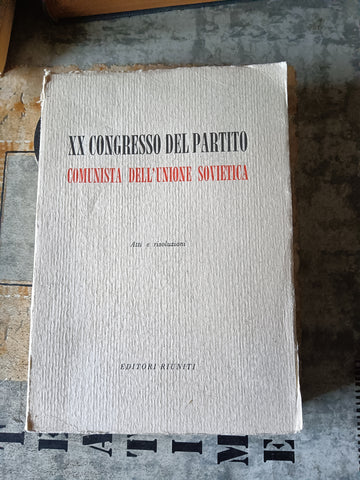 XX CONGRESSO DEL PARTITO
COMUNISTA DELL'UNIONE SOVIETICA
Atti e risoluzioni
EDITORI RIUNITI